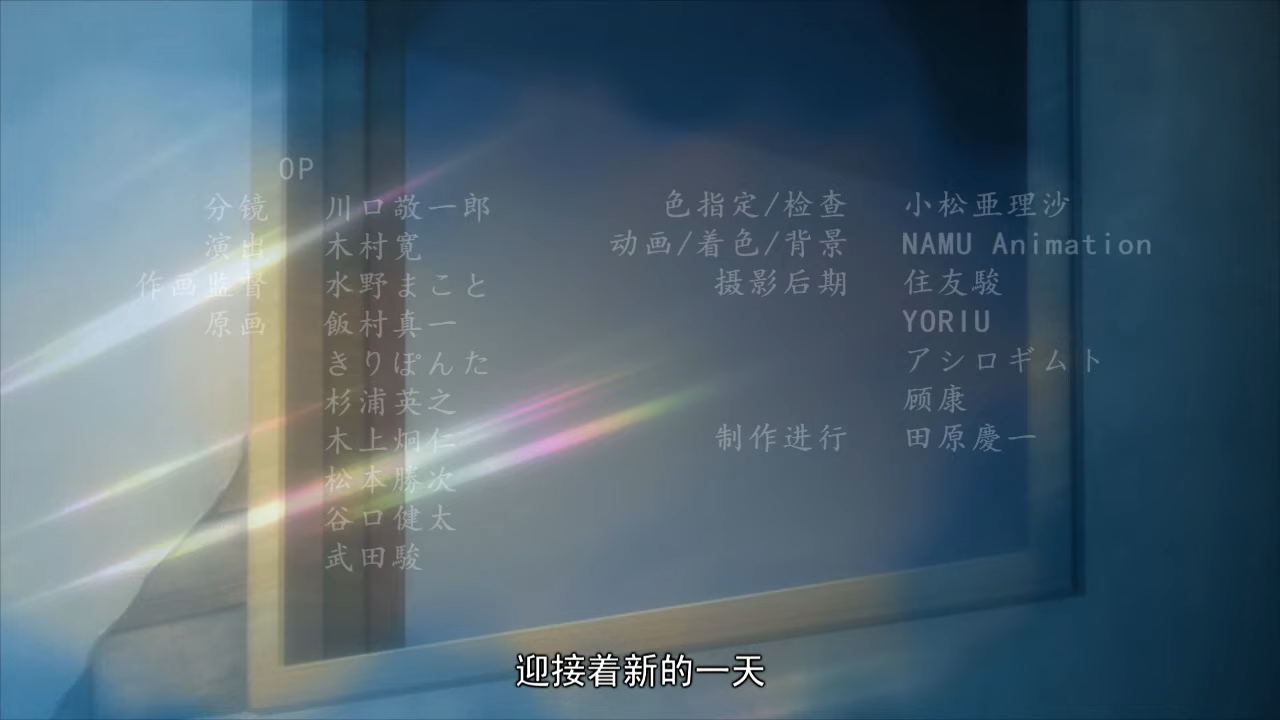 OP
分镜 川口敬一郎
演出 木村寛
作画監督 水野まこと
原画 飯村真一
きりぽんた
杉浦英之
木上炯仁
松本勝次
谷口健太
武田駿
色指定/检查 小松亜理沙
动画/着色/背景 NAMU Animation
摄影后期 住友駿
YORIU
アシロギムト
顾康
制作进行 田原慶一
迎接着新的一天